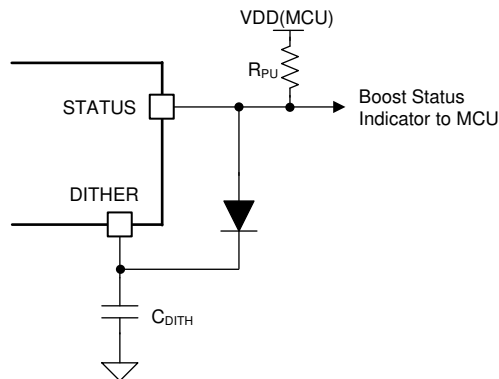 VDD(MCU)
RPU
STATUS
Boost Status
Indicator to MCU
DITHER
CDITH